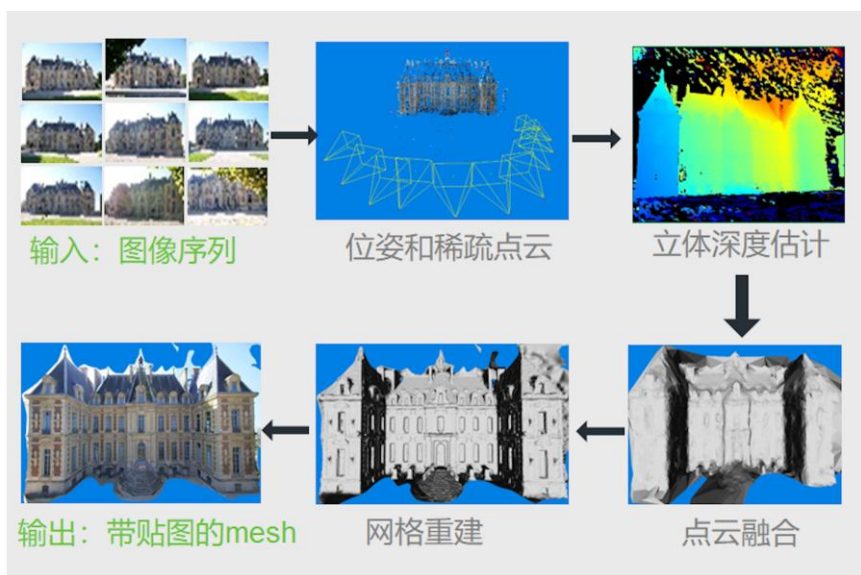 输入：图像序列
位姿和稀疏点云
立体深度估计
输出：带贴图的mesh
网格重建
点云融合